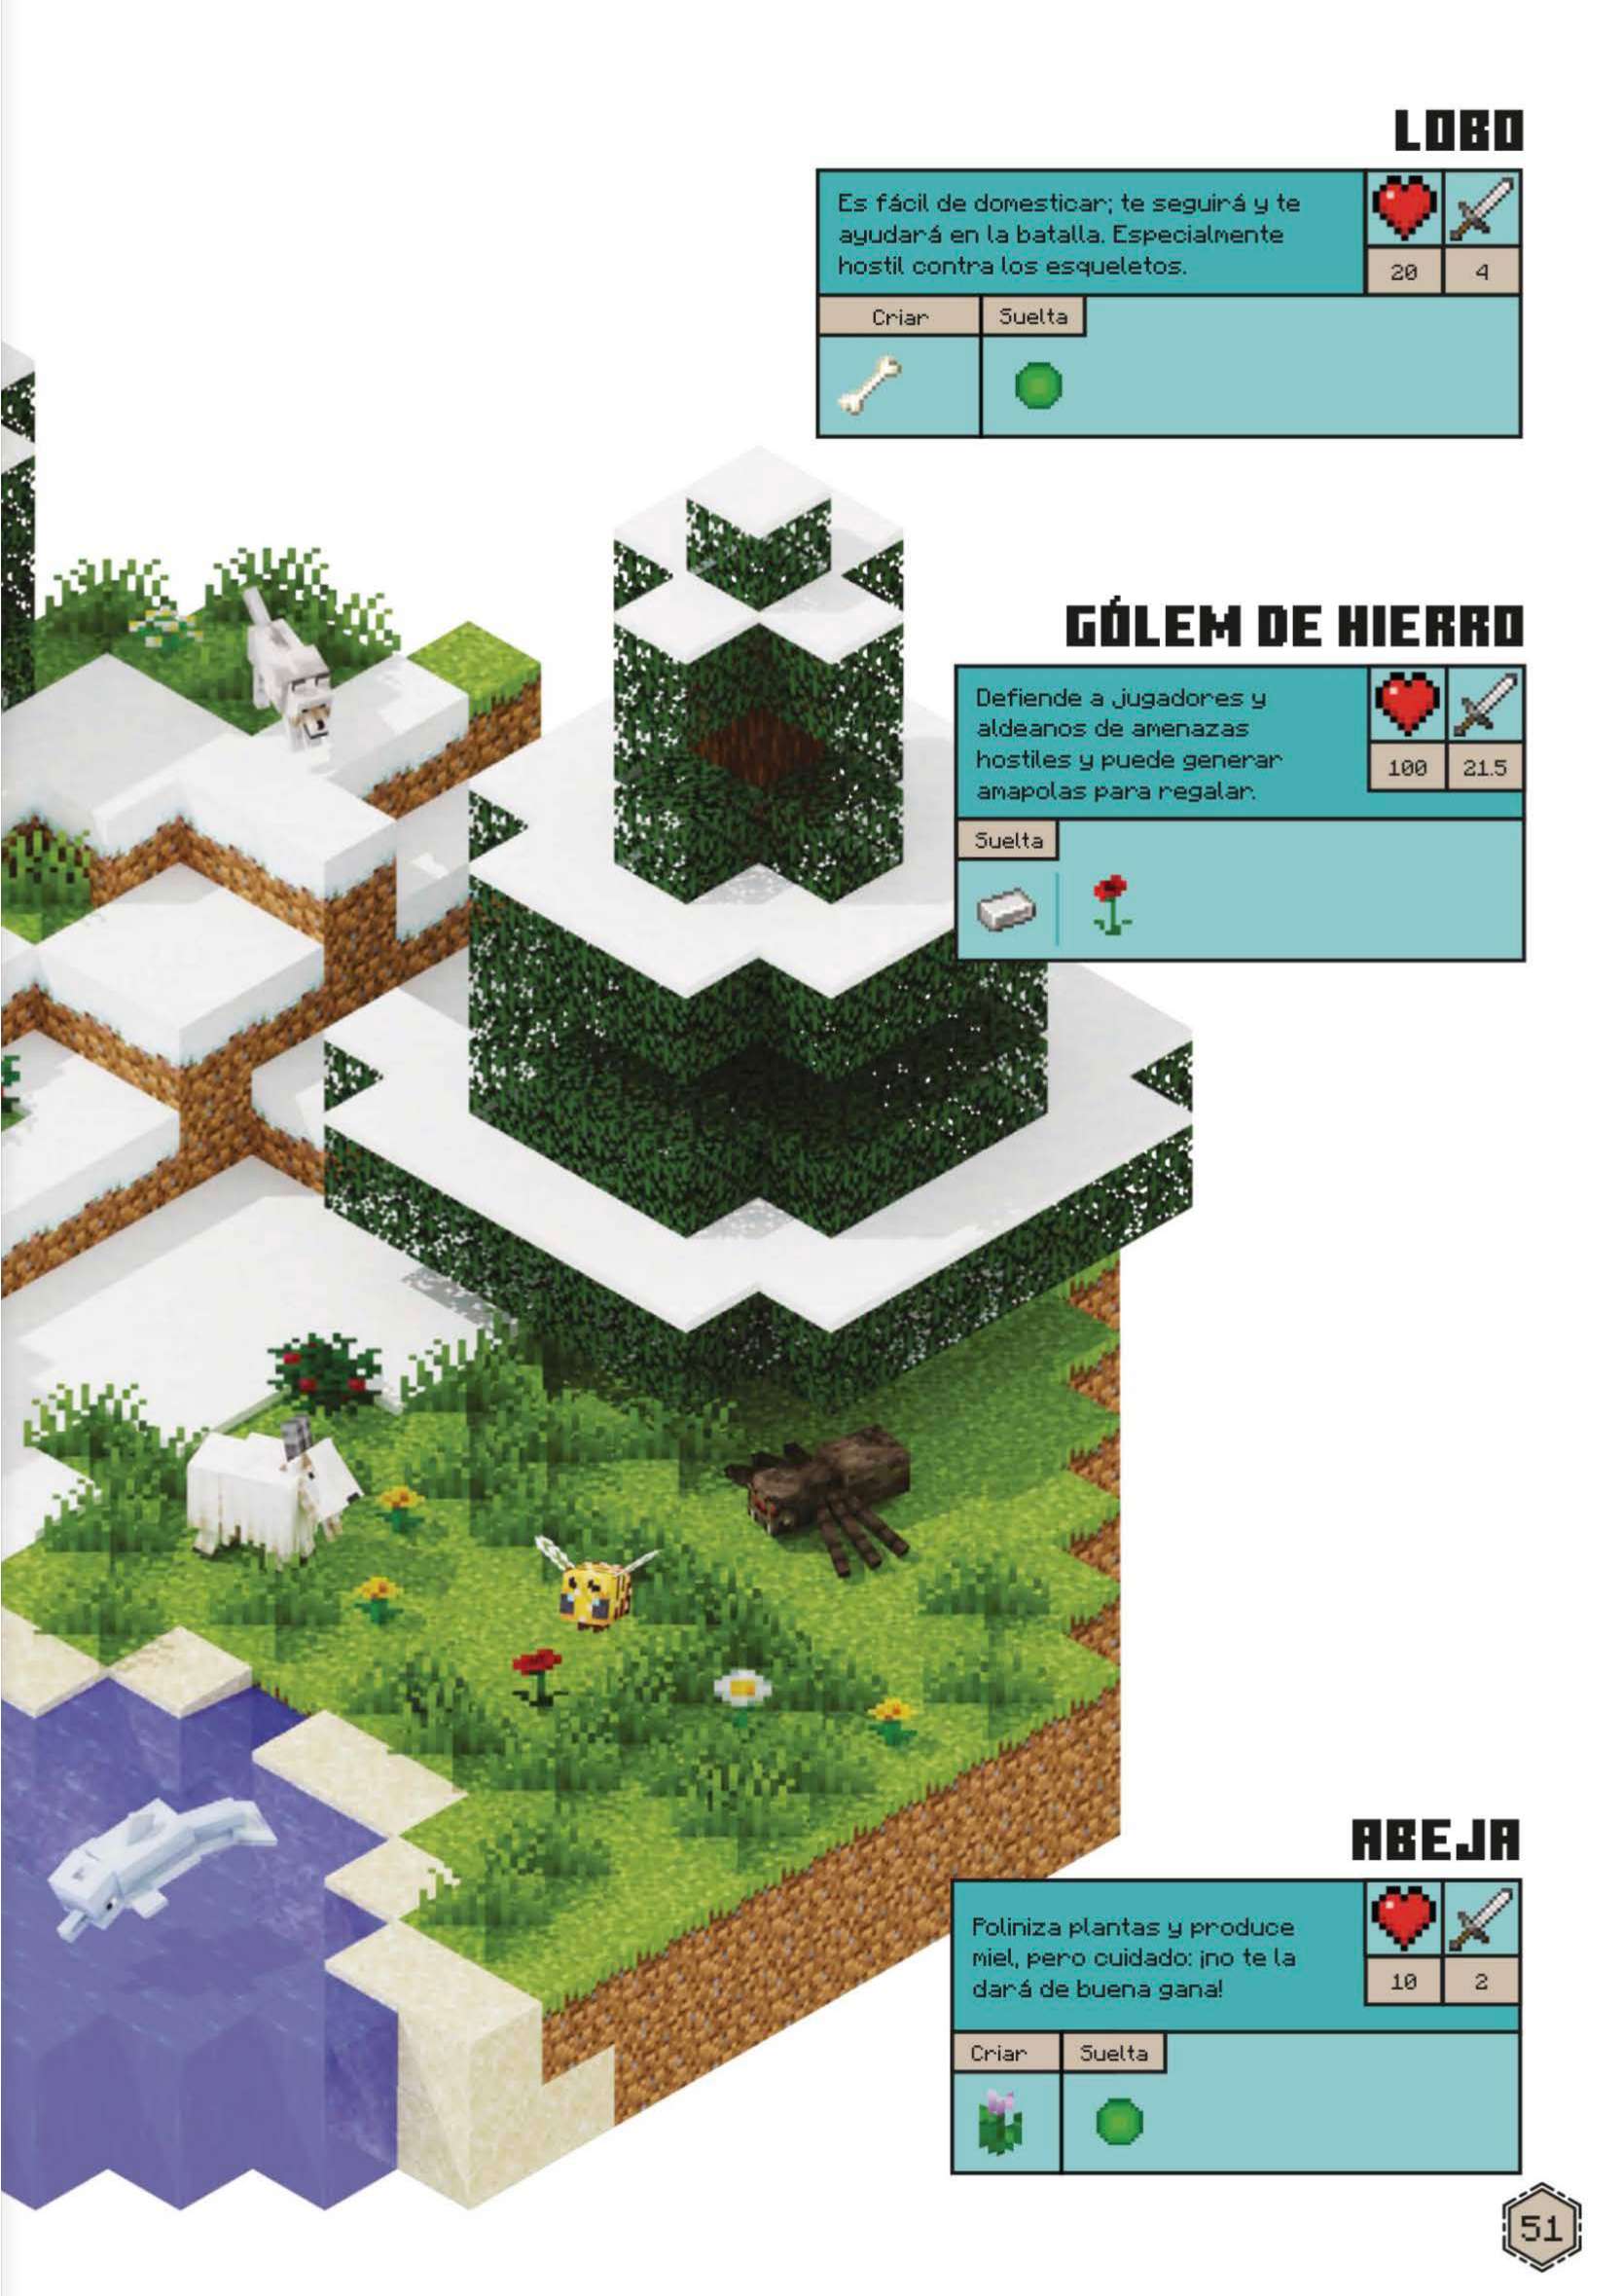 LOBO
Es fácil de domesticar; te seguirá y te
ayudará en la batalla. Especialmente
hostil contra los esqueletos.
20
4
Criar
Suelta
GÓLEM DE HIERRO
Defiende a jugadores y
aldeanos de amenazas
hostiles y puede generar
amapolas para regalar.
100
21.5
Suelta
ABEJA
Poliniza plantas y produce
miel, pero cuidado: ¡no te la
dará de buena gana!
10
2
Criar
Suelta
51